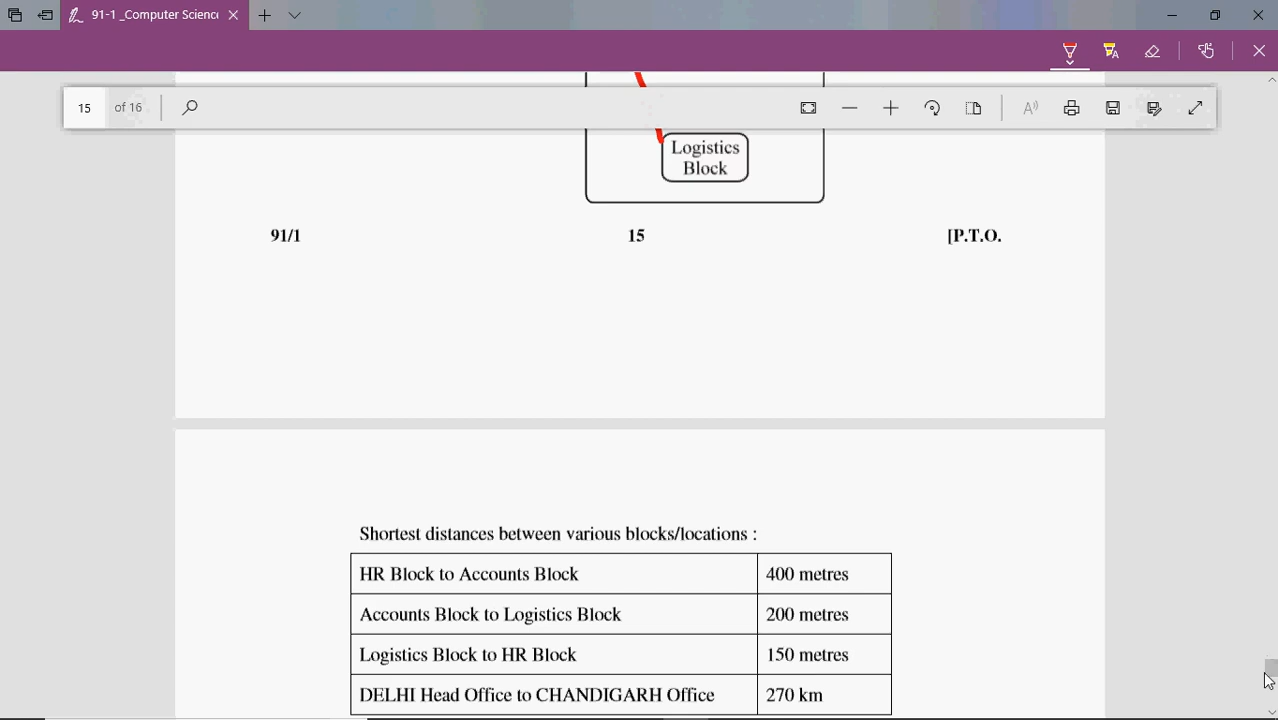 91-1 _Computer Science
15 of 16
Logistics
Block
91/1 15 [P.T.O.
Shortest distances between various blocks/locations :
HR Block to Accounts Block 400 metres
Accounts Block to Logistics Block 200 metres
Logistics Block to HR Block 150 metres
DELHI Head Office to CHANDIGARH Office 270 km